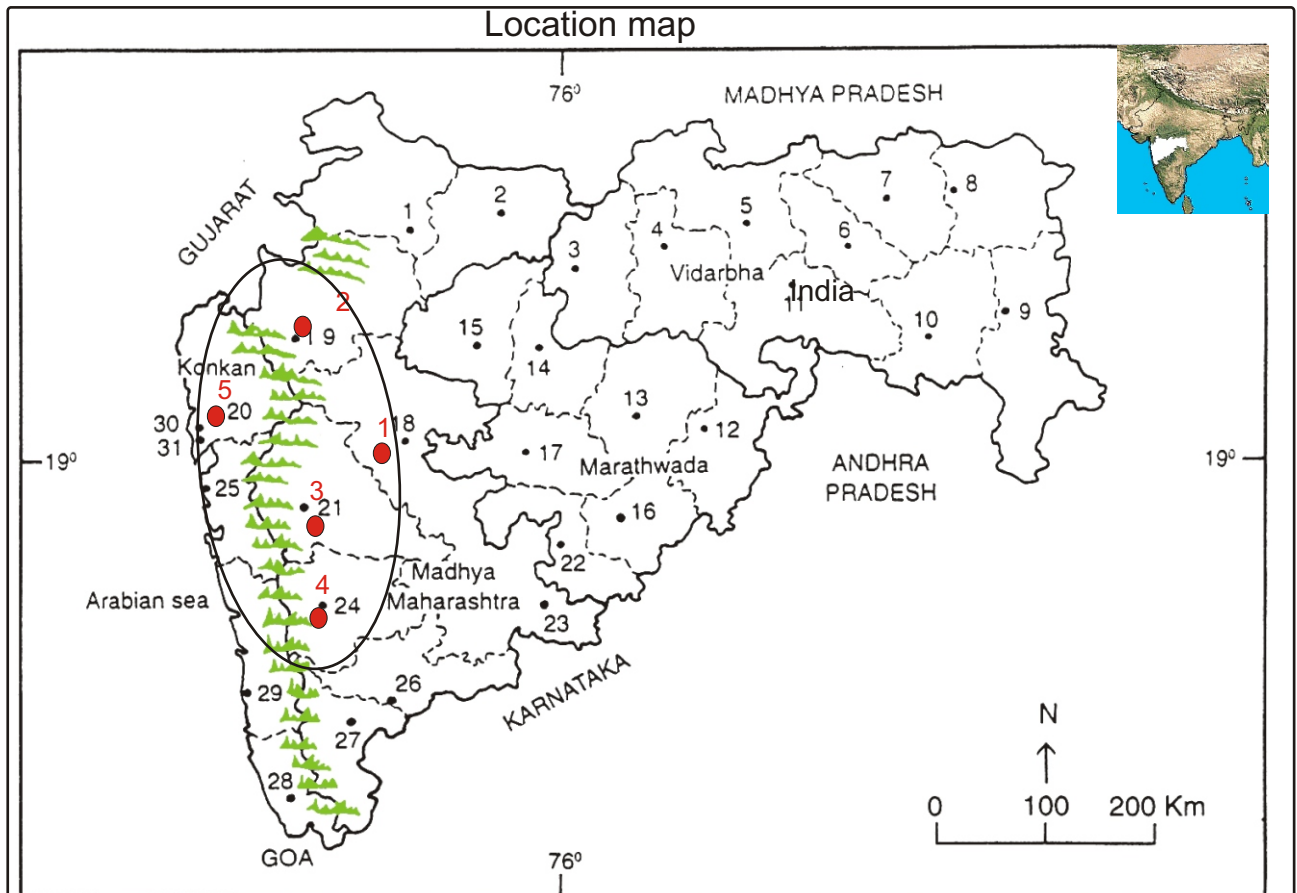 Location map
76⁰
MADHYA PRADESH
GUJARAT
1
2
3
4
5
6
7
8
Vidarbha
India
11
2
19
15
14
10
9
Konkan
5
20
30
31
1
18
13
12
17
Marathwada
19⁰
19⁰
ANDHRA
PRADESH
25
3
21
16
22
Madhya
Maharashtra
Arabian sea
4
24
23
KARNATAKA
29
26
27
28
N
0 100 200 Km
GOA
76⁰